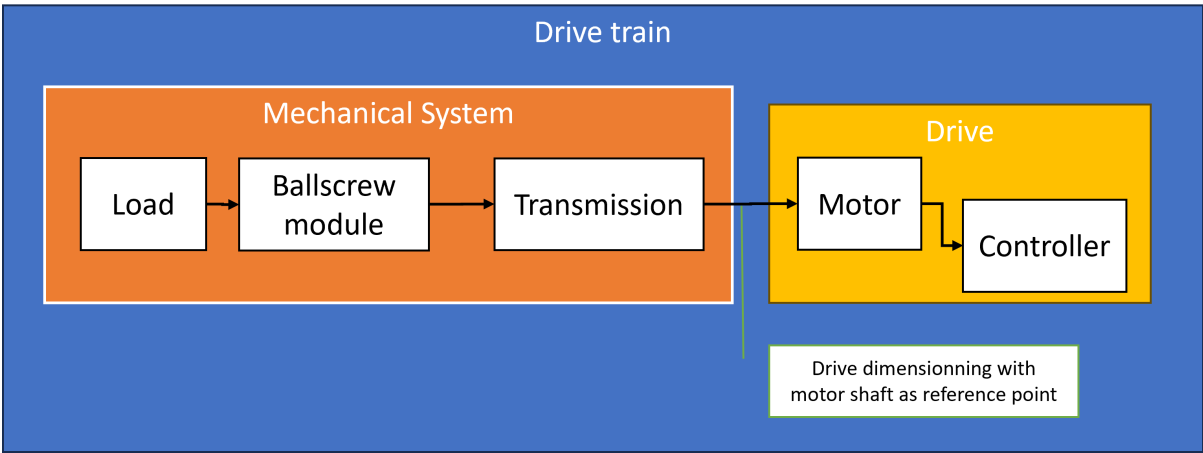 Drive train
Mechanical System
Drive
Load
Ballscrew
module
Transmission
Motor
Controller
Drive dimensionning with
motor shaft as reference point